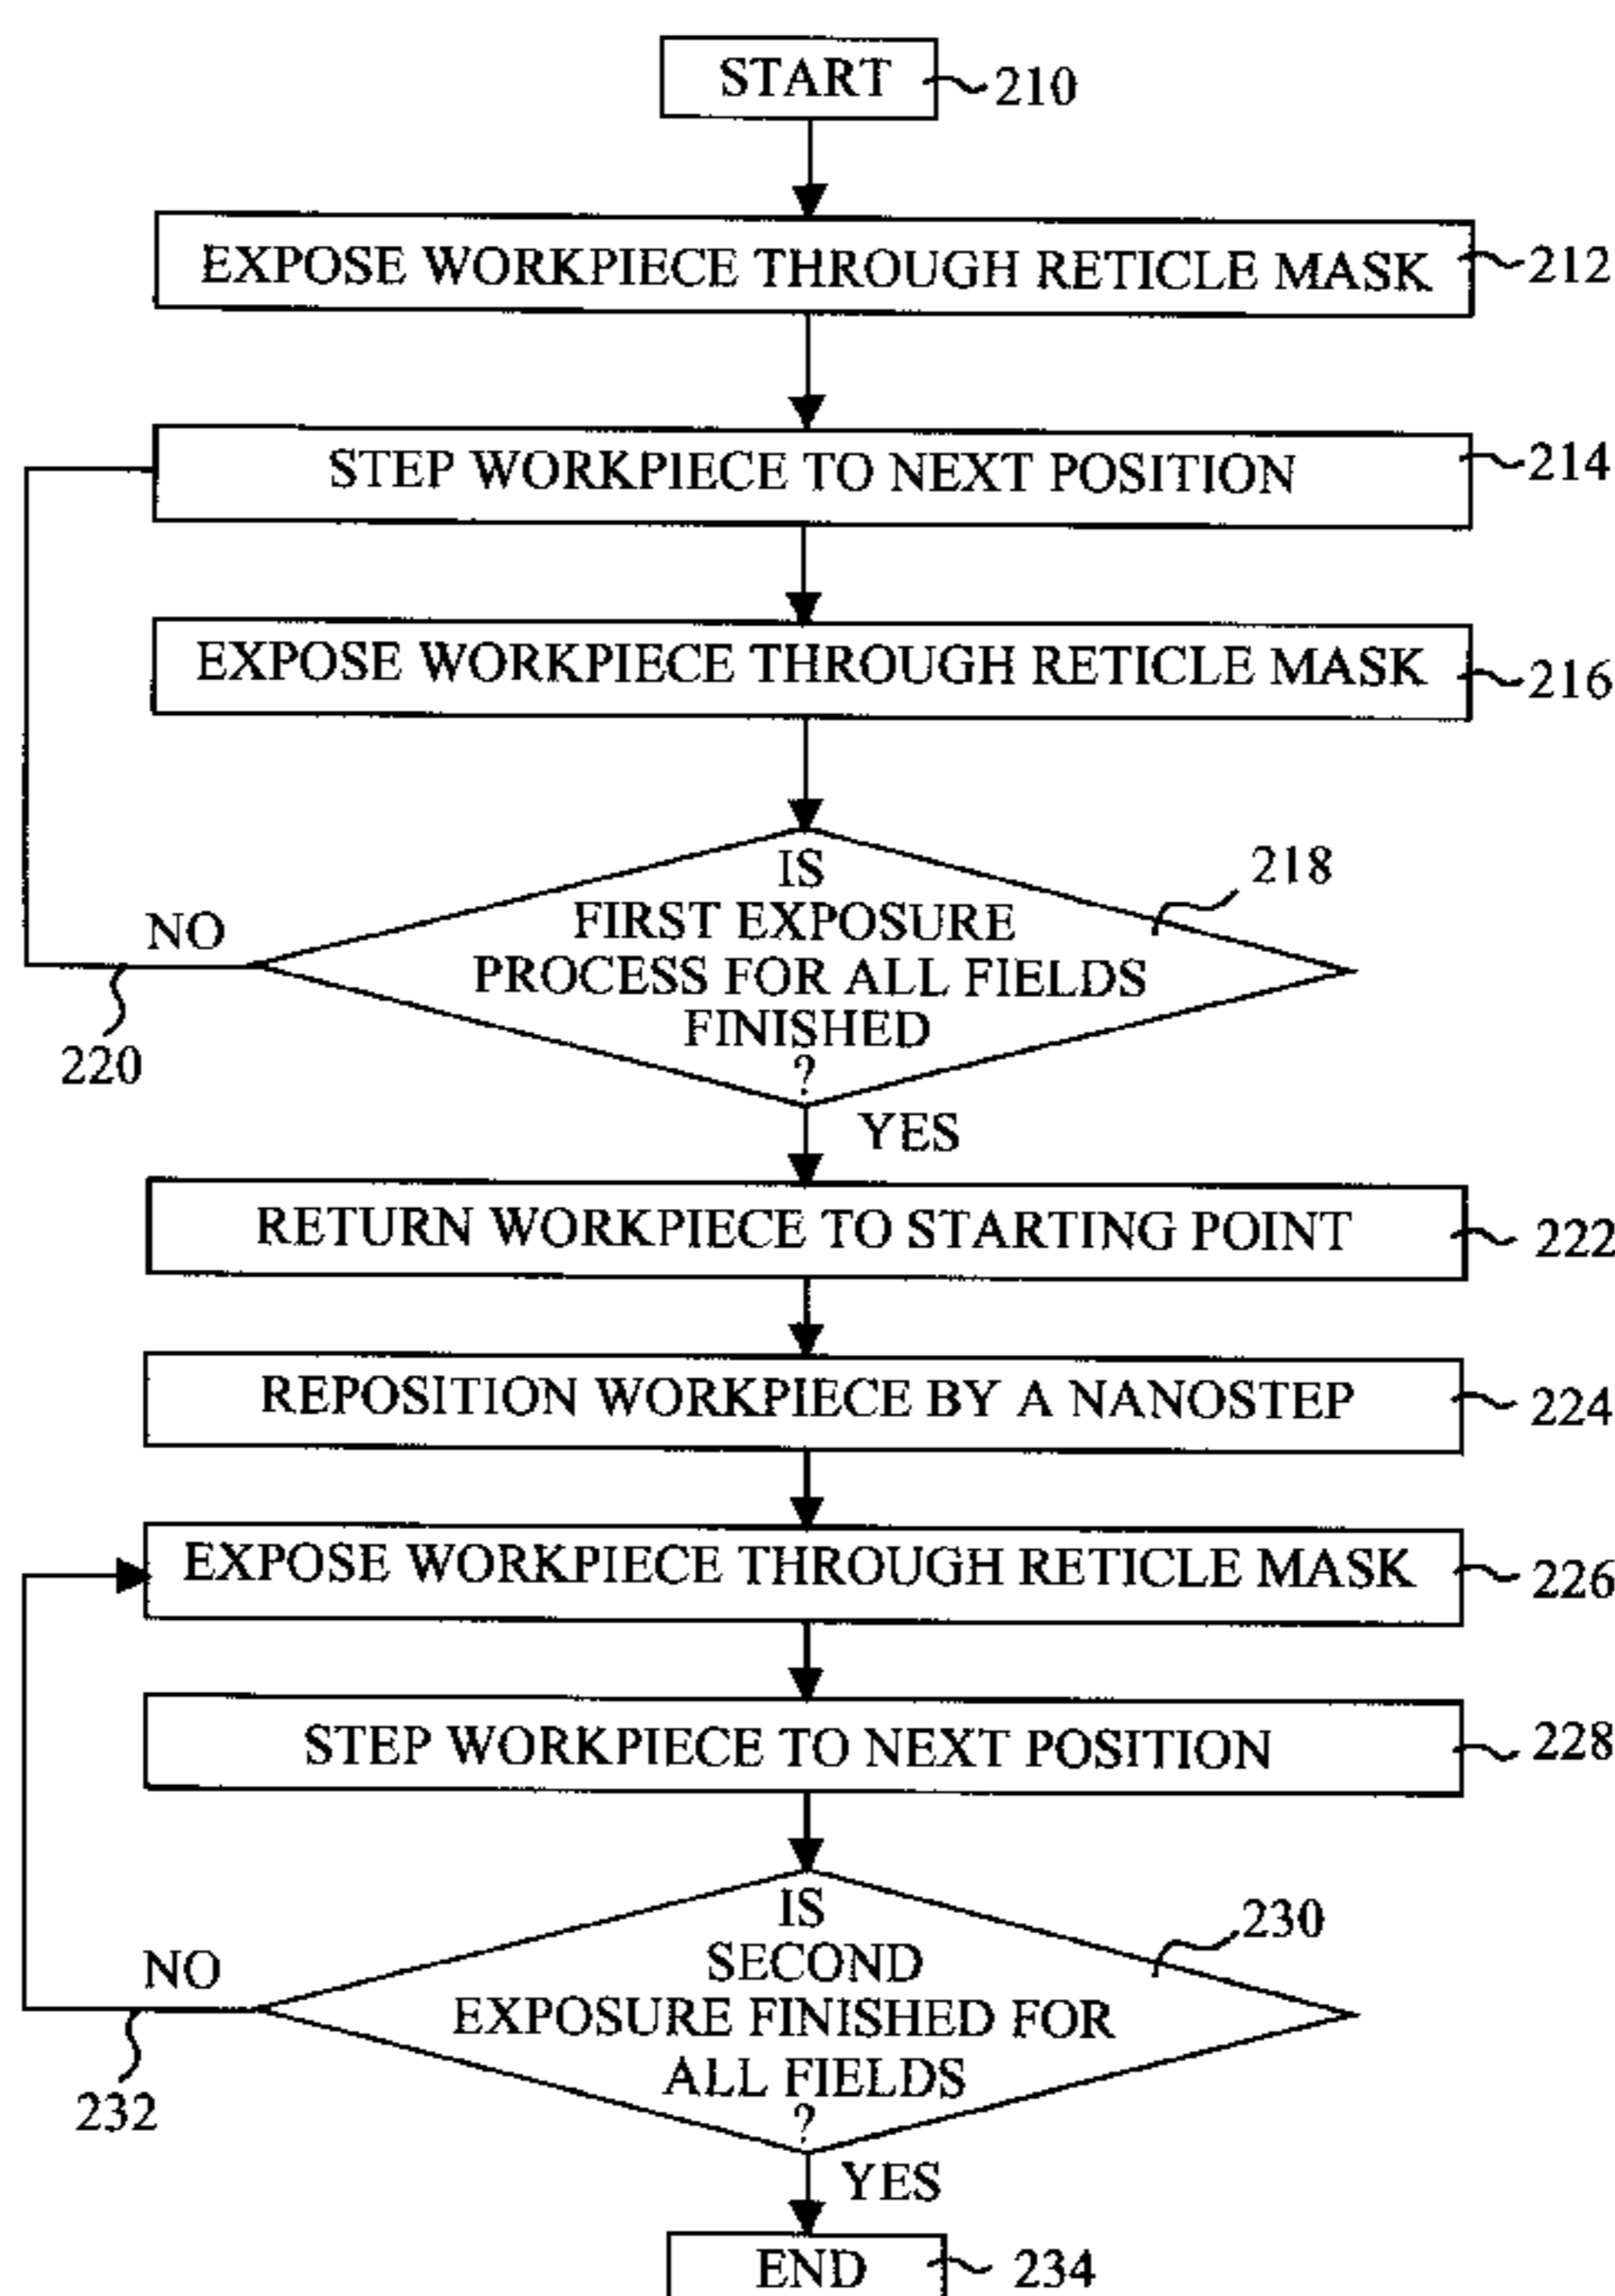 START
210
EXPOSE WORKPIECE THROUGH RETICLE MASK
212
STEP WORKPIECE TO NEXT POSITION
214
EXPOSE WORKPIECE THROUGH RETICLE MASK
216
IS
FIRST EXPOSURE
PROCESS FOR ALL FIELDS
FINISHED
?
218
NO
220
YES
RETURN WORKPIECE TO STARTING POINT
222
REPOSITION WORKPIECE BY A NANOSTEP
224
EXPOSE WORKPIECE THROUGH RETICLE MASK
226
STEP WORKPIECE TO NEXT POSITION
228
IS
SECOND
EXPOSURE FINISHED FOR
ALL FIELDS
?
230
NO
232
YES
END
234